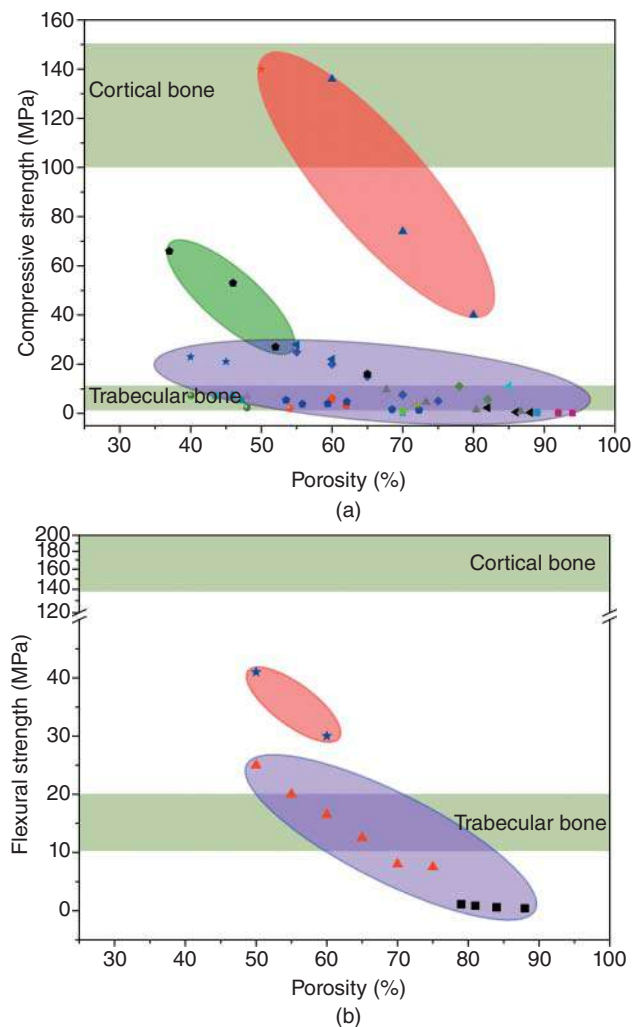 160
140
120
100
80
60
40
20
0
Compressive strength (MPa)
Cortical bone
Trabecular bone
30 40 50 60 70 80 90 100
Porosity (%)
(a)
200
180
160
140
120
40
30
20
10
0
Flexural strength (MPa)
Cortical bone
Trabecular bone
30 40 50 60 70 80 90 100
Porosity (%)
(b)